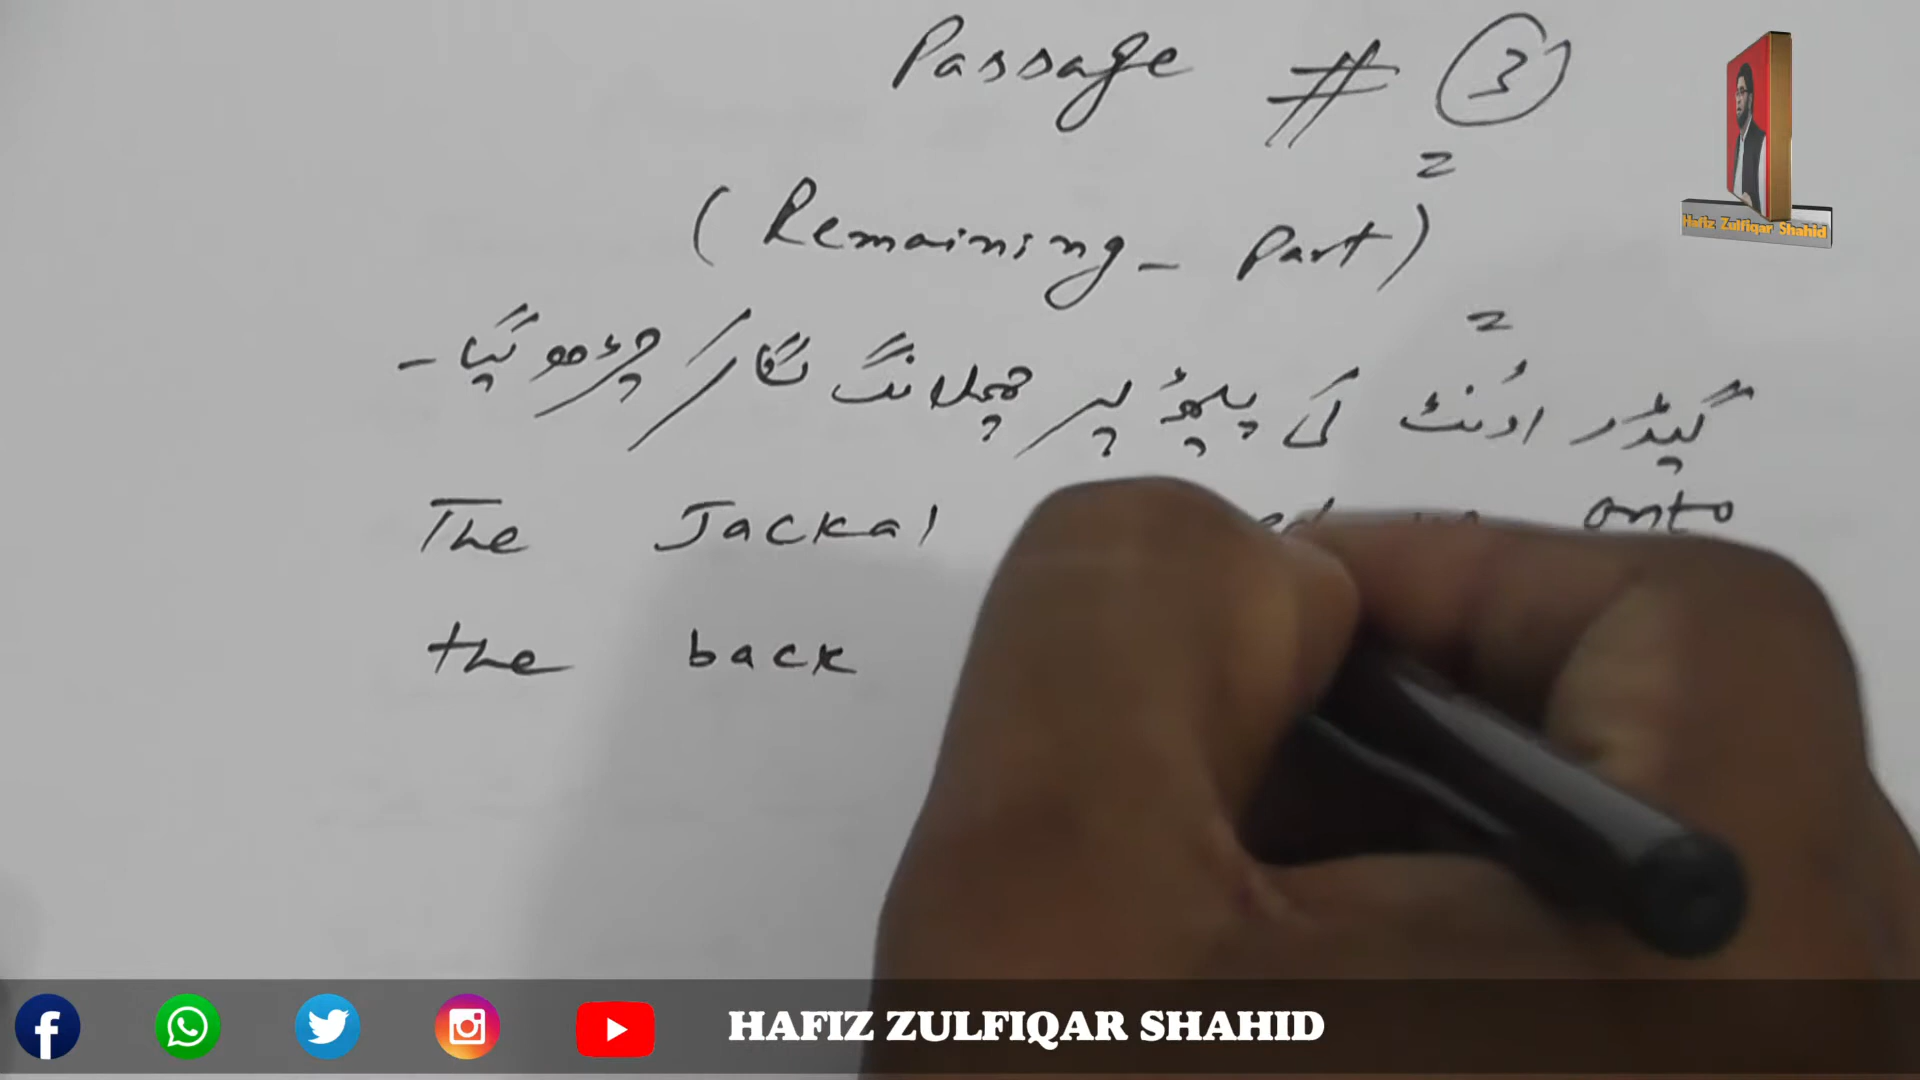 Passage # 3
(Remaining - Part)
گیدڑ اونٹ کی پیٹھ پر چھلانگ لگا کر چڑھ گیا۔
The Jackal onto
the back
Hafiz Zulfiqar Shahid
HAFIZ ZULFIQAR SHAHID